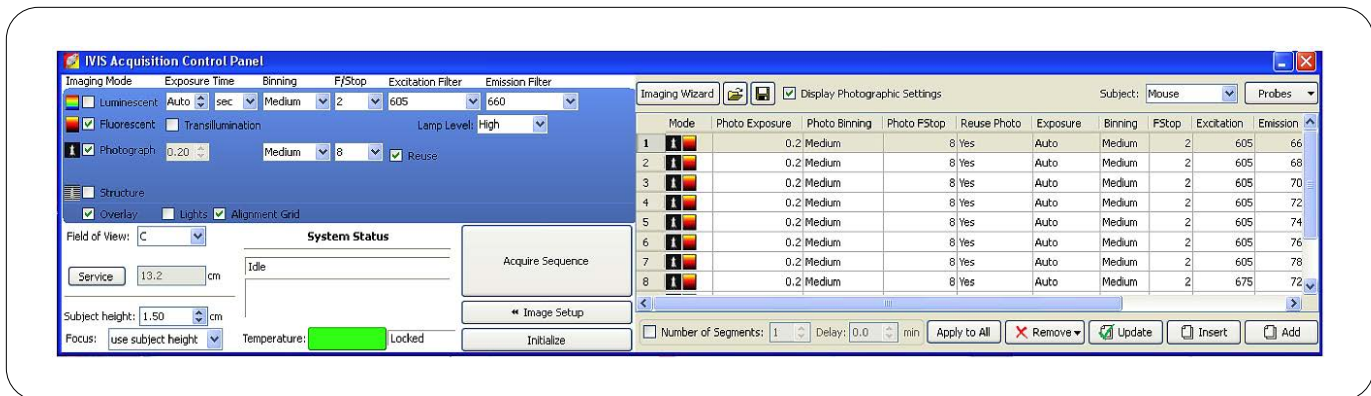 IVIS Acquisition Control Panel
Imaging Mode Exposure Time Binning F/Stop Excitation Filter Emission Filter
Luminescent Auto sec Medium 2 605 660
Fluorescent Transillumination Lamp Level: High
Photograph 0.20 Medium 8 Reuse
Structure
Overlay Lights Alignment Grid
Field of View: C
Service 13.2 cm
Subject height: 1.50 cm
Focus: use subject height
System Status
Idle
Temperature: Locked
Acquire Sequence
Image Setup
Initialize
Imaging Wizard Display Photographic Settings Subject: Mouse Probes
Mode Photo Exposure Photo Binning Photo FStop Reuse Photo Exposure Binning FStop Excitation Emission
1 0.2 Medium 8 Yes Auto Medium 2 605 66
2 0.2 Medium 8 Yes Auto Medium 2 605 68
3 0.2 Medium 8 Yes Auto Medium 2 605 70
4 0.2 Medium 8 Yes Auto Medium 2 605 72
5 0.2 Medium 8 Yes Auto Medium 2 605 74
6 0.2 Medium 8 Yes Auto Medium 2 605 76
7 0.2 Medium 8 Yes Auto Medium 2 605 78
8 0.2 Medium 8 Yes Auto Medium 2 675 72
Number of Segments: 1 Delay: 0.0 min Apply to All Remove Update Insert Add